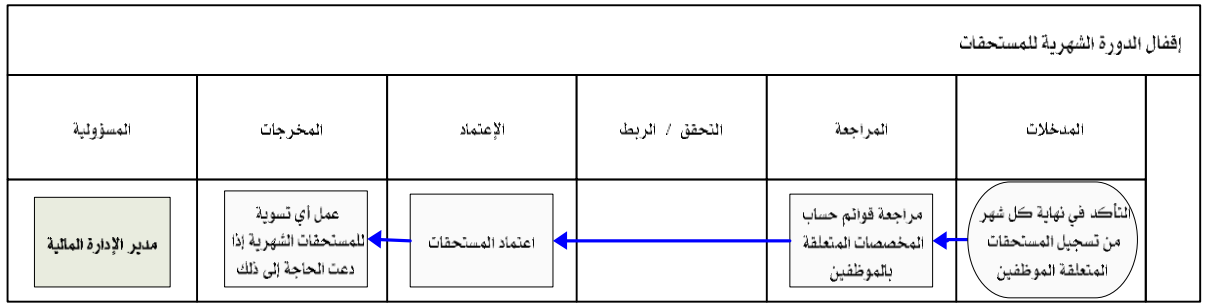 إقفال الدورة الشهرية للمستحقات
المدخلات
المراجعة
التحقق / الربط
الإعتماد
المخرجات
المسؤولية
التأكد في نهاية كل شهر
من تسجيل المستحقات
المتعلقة الموظفين
مراجعة قوائم حساب
المخصصات المتعلقة
بالموظفين
اعتماد المستحقات
عمل أي تسوية
للمستحقات الشهرية إذا
دعت الحاجة إلى ذلك
مدير الإدارة المالية